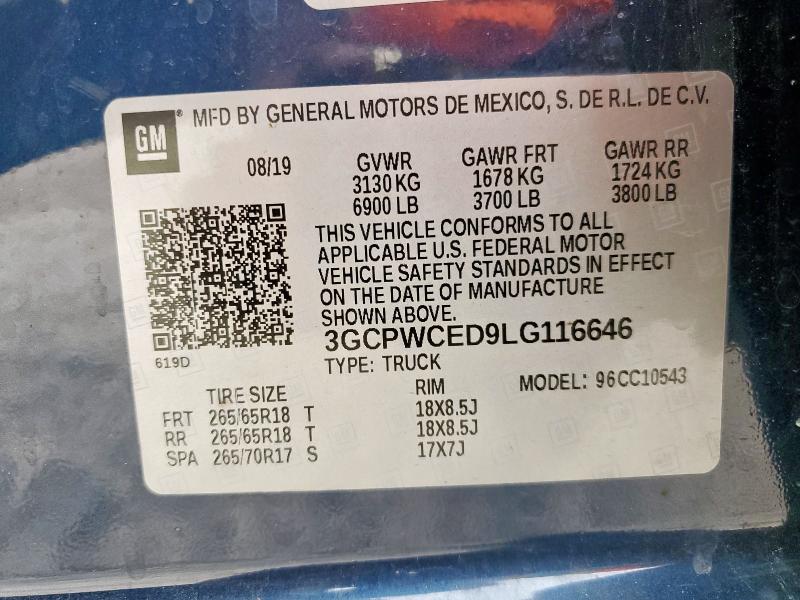 GM ® MFD BY GENERAL MOTORS DE MEXICO, S. DE R.L. DE C.V.
08/19 GVWR GAWR FRT GAWR RR
3130 KG 1678 KG 1724 KG
6900 LB 3700 LB 3800 LB
THIS VEHICLE CONFORMS TO ALL
APPLICABLE U.S. FEDERAL MOTOR
VEHICLE SAFETY STANDARDS IN EFFECT
ON THE DATE OF MANUFACTURE
SHOWN ABOVE.
3GCPWCED9LG116646
619D
TYPE: TRUCK
TIRE SIZE RIM MODEL: 96CC10543
FRT 265/65R18 T 18X8.5J
RR 265/65R18 T 18X8.5J
SPA 265/70R17 S 17X7J